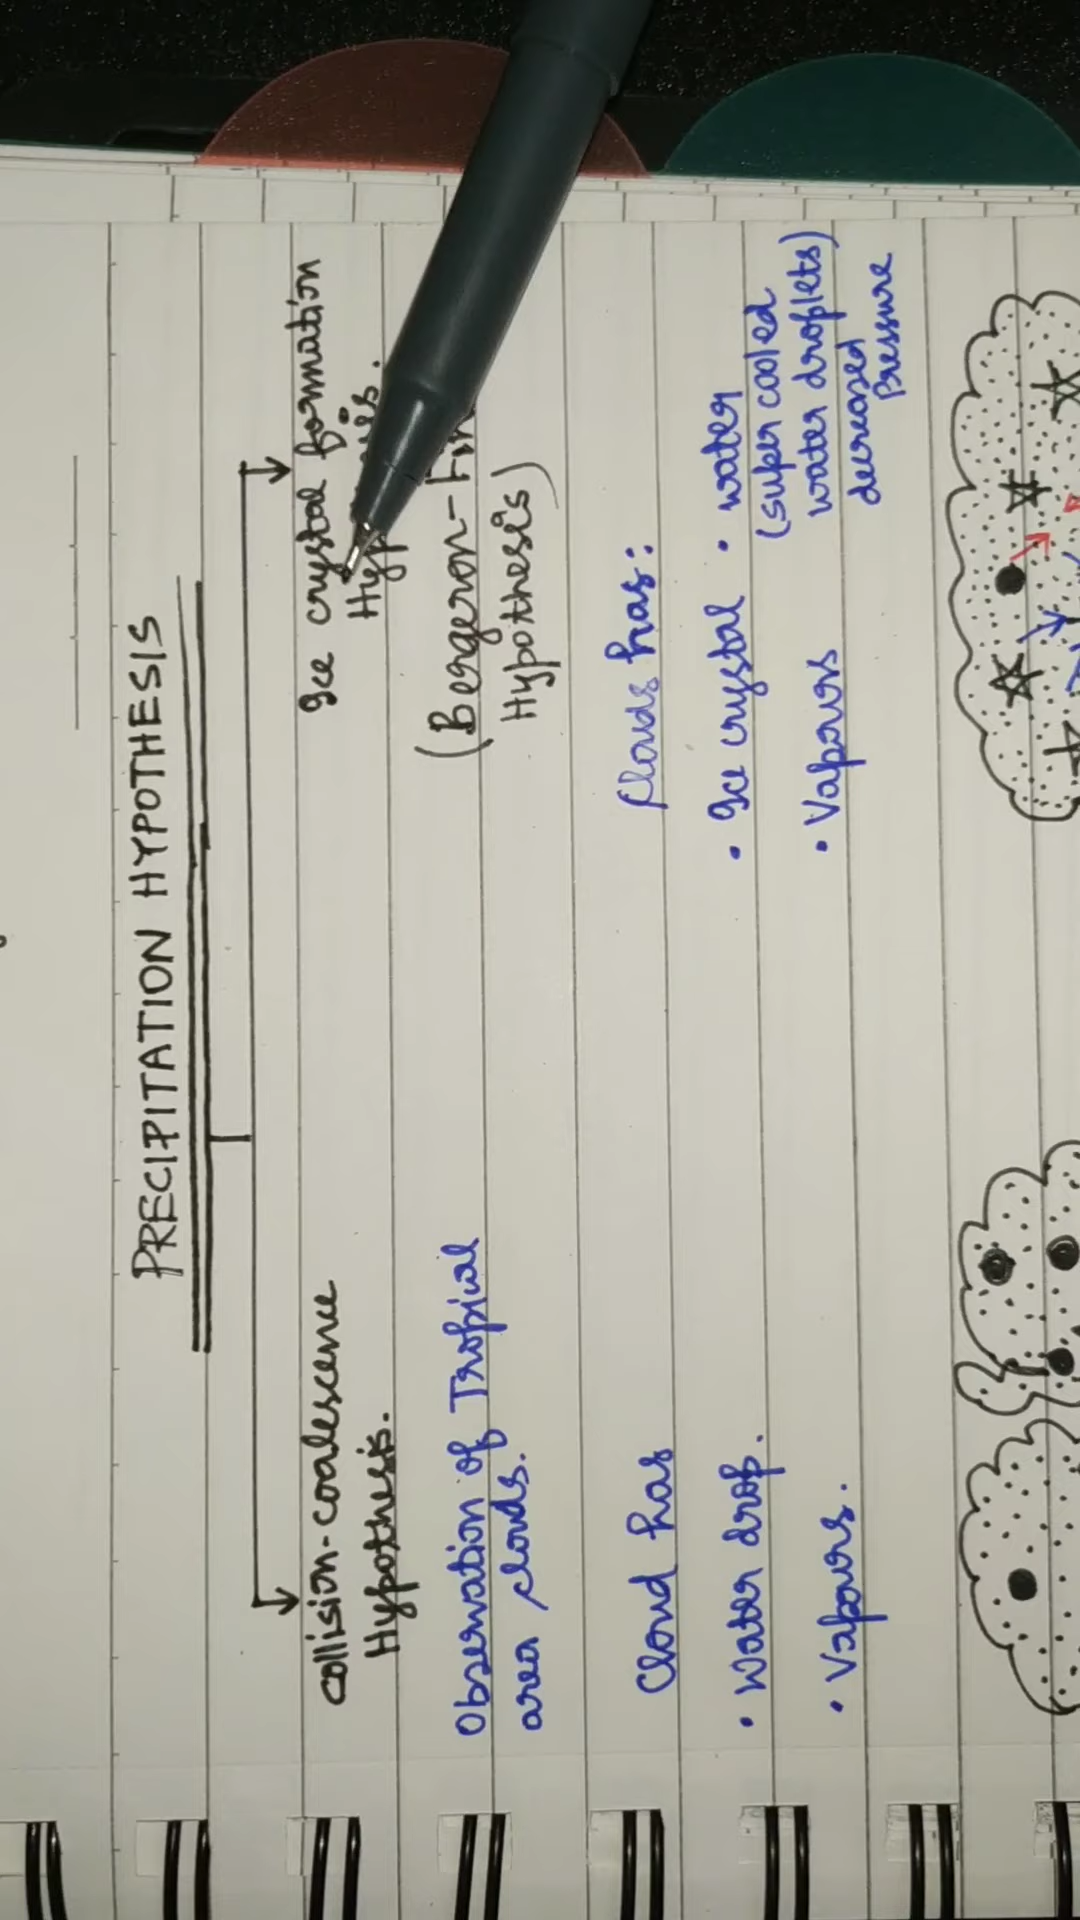 PRECIPITATION HYPOTHESIS
collision-coalescence
Hypothesis.
Observation of Tropical
area clouds.
Cloud has
• Water drop.
• Vapours.
Ice crystal formation
(Bergeron-
Hypothesis)
Clouds has:
• Ice crystal • water
(super cooled
water droplets)
• Vapours
decreased
Pressure